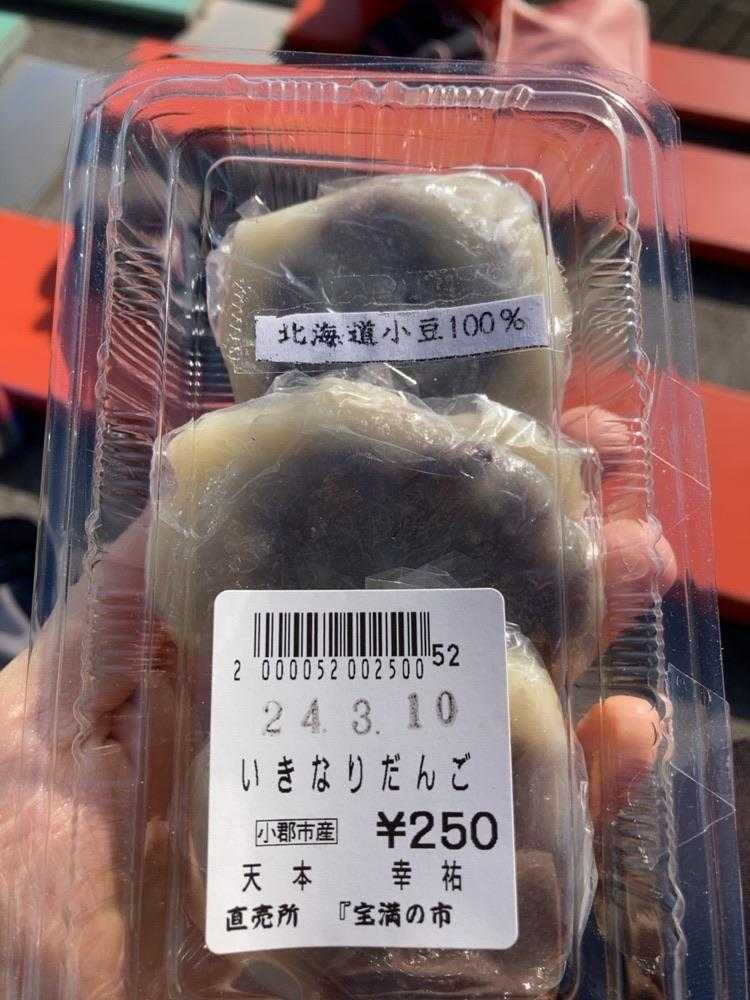 北海道小豆100%
2 000052 002500 52
24.3.10
いきなりだんご
小郡市産 ¥250
天本 幸祐
直売所 『宝満の市